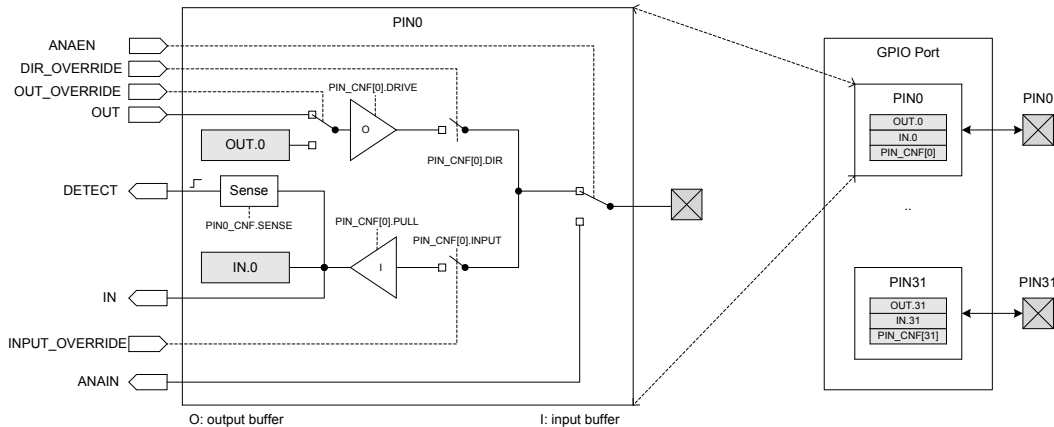 PIN0
ANAEN
DIR_OVERRIDE
OUT_OVERRIDE
OUT
PIN_CNF[0].DRIVE
O
OUT.0
PIN_CNF[0].DIR
DETECT
Sense
PIN0_CNF.SENSE
PIN_CNF[0].PULL
PIN_CNF[0].INPUT
IN.0
I
IN
INPUT_OVERRIDE
ANAIN
O: output buffer
I: input buffer
GPIO Port
PIN0
OUT.0
IN.0
PIN_CNF[0]
PIN0
..
PIN31
OUT.31
IN.31
PIN_CNF[31]
PIN31